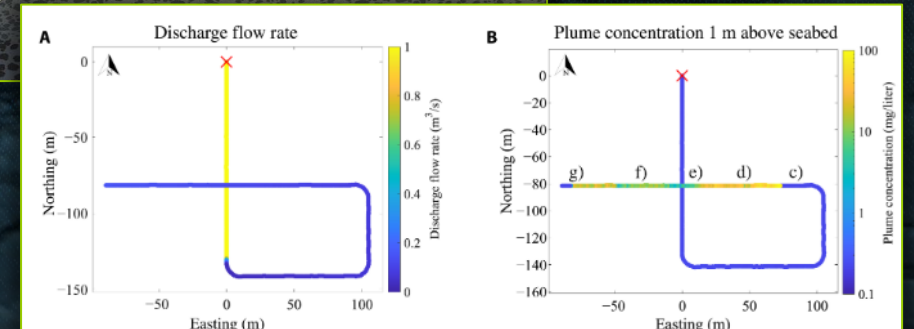 A
Discharge flow rate
N
0
−50
−100
−150
Northing (m)
−50
0
50
100
Easting (m)
1
0.8
0.6
0.4
0.2
0
Discharge flow rate (m³/s)
B
Plume concentration 1 m above seabed
N
0
−20
−40
−60
−80
−100
−120
−140
−160
Northing (m)
g) f) e) d) c)
−50
0
50
100
Easting (m)
100
10
1
0.1
Plume concentration (mg/liter)